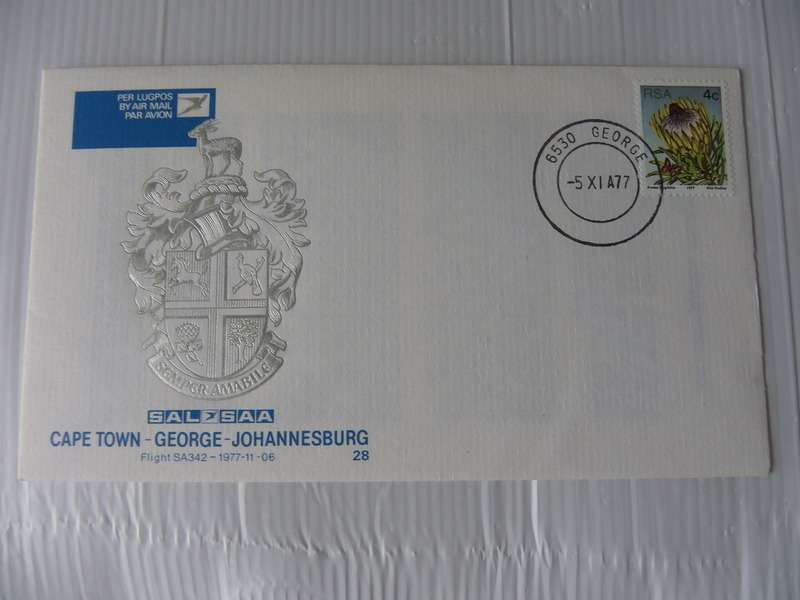 PER LUGPOS
BY AIR MAIL
PAR AVION
RSA 4c
6530 GEORGE
-5 XI A77
1977
SEMPER AMABILE
SAL SAA
CAPE TOWN - GEORGE - JOHANNESBURG
Flight SA342 - 1977-11-06 28